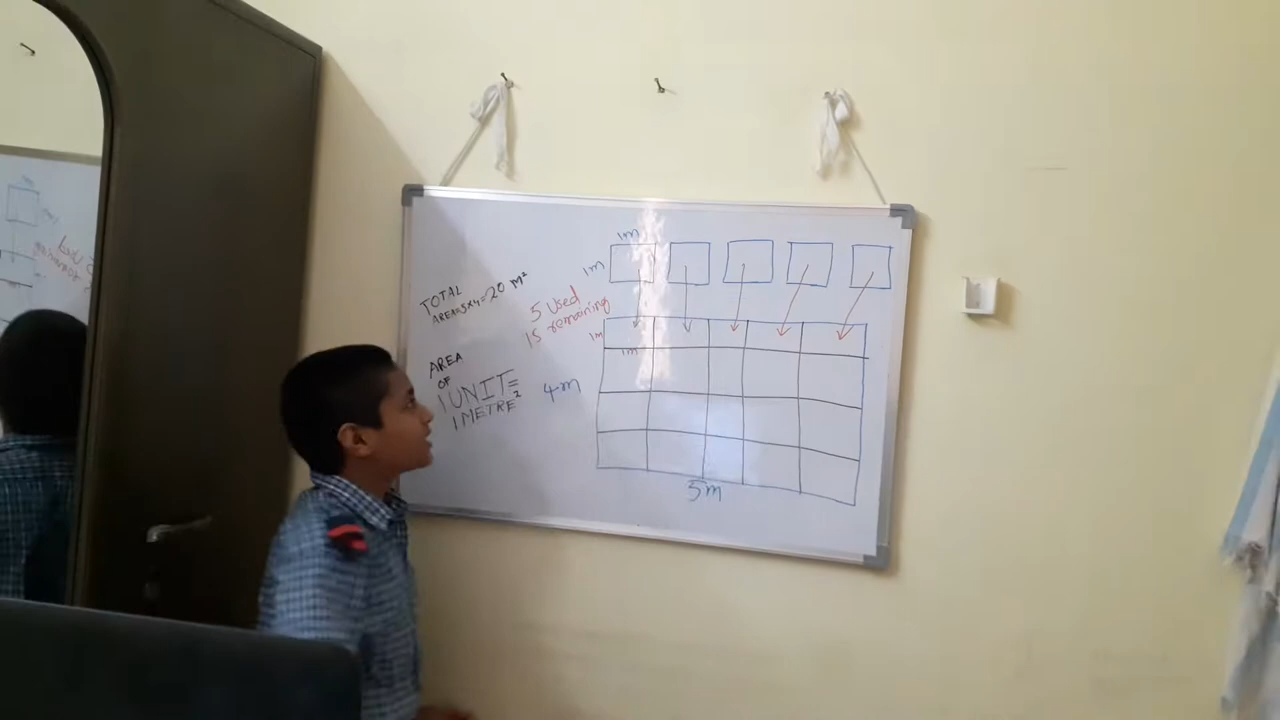 TOTAL
AREA=5x4=20 m²
5 used
15 remaining
AREA
OF
1 UNIT=
1 METRE²
1m
1m
1m
1m
4m
5m